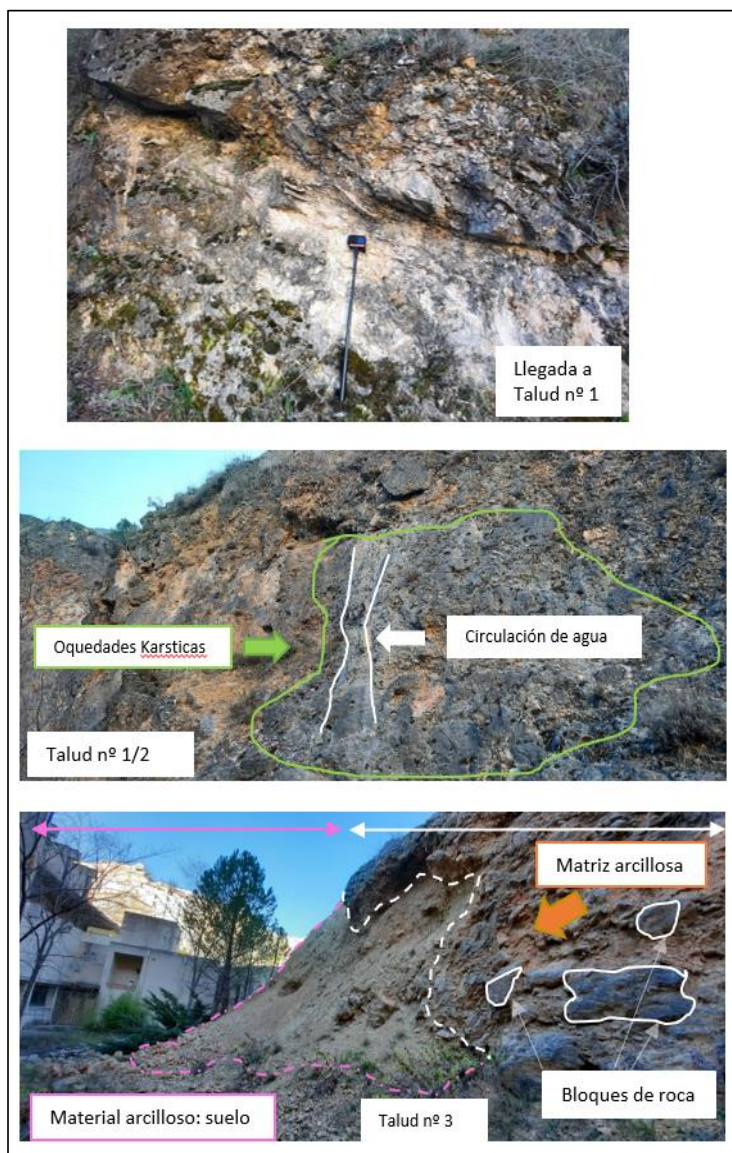 Llegada a
Talud nº 1
Oquedades Karsticas
Circulación de agua
Talud nº 1/2
Matriz arcillosa
Bloques de roca
Material arcilloso: suelo
Talud nº 3